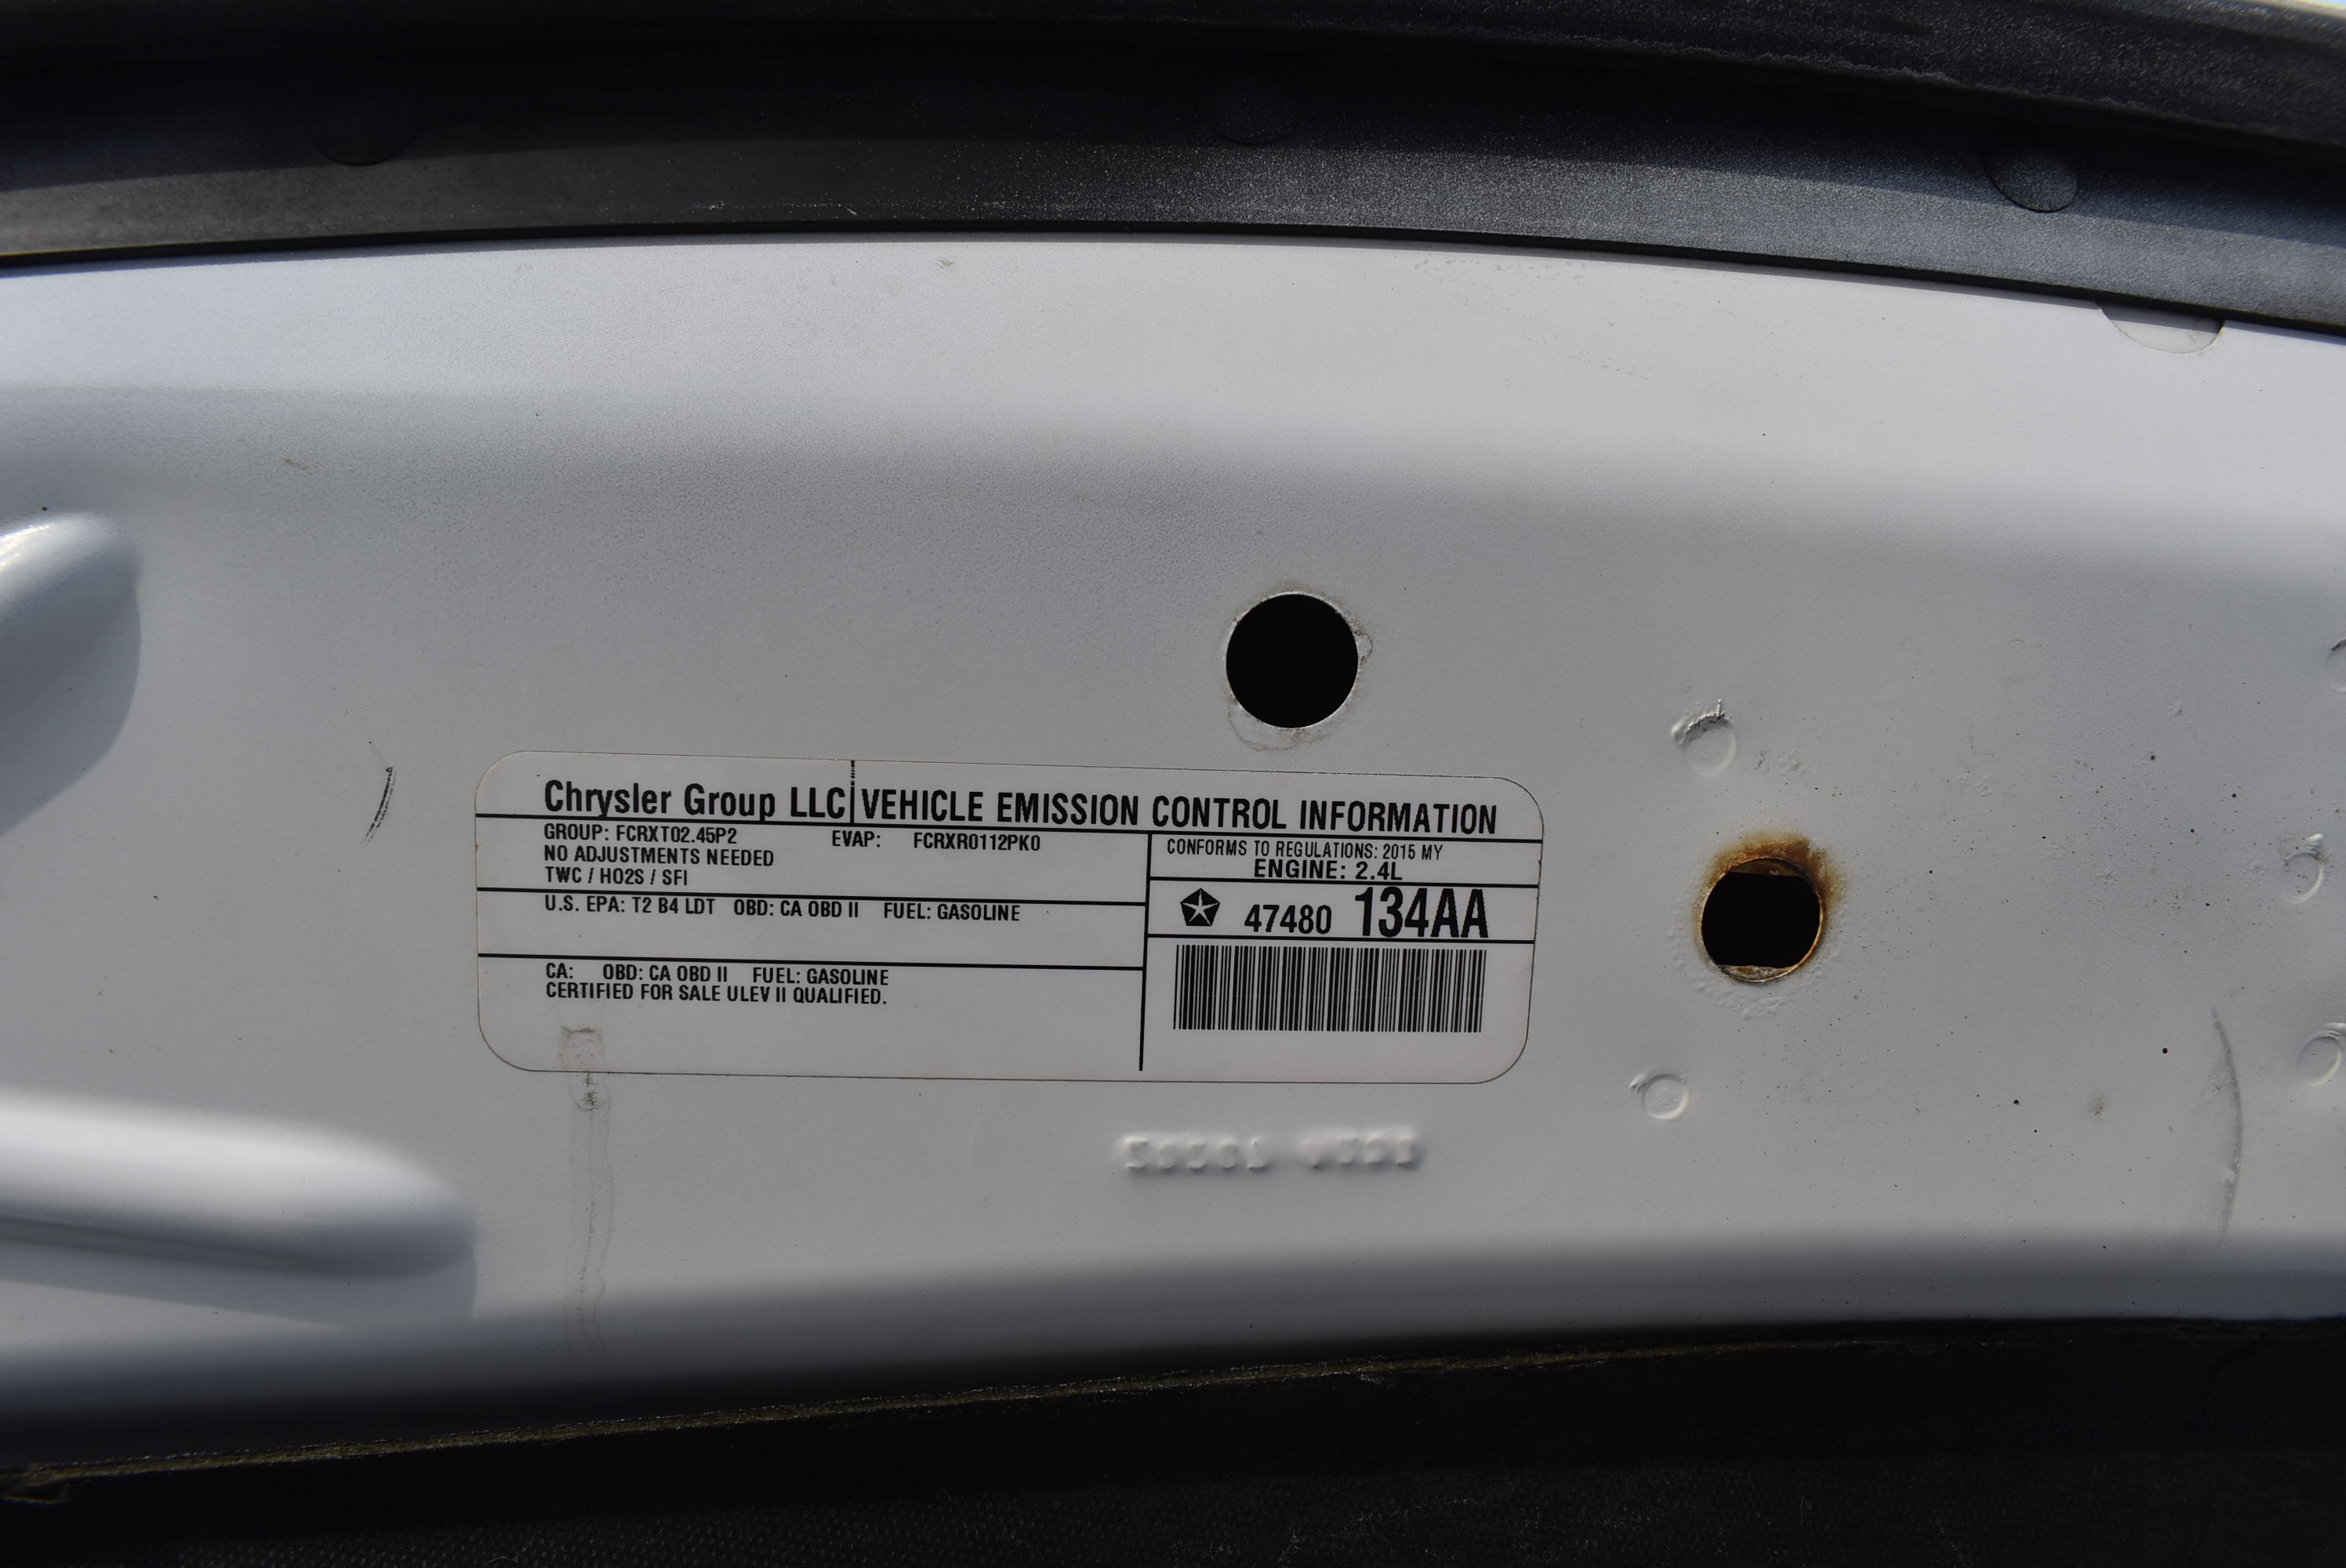 Chrysler Group LLC VEHICLE EMISSION CONTROL INFORMATION
GROUP: FCRXT02.45P2 EVAP: FCRXR0112PK0
NO ADJUSTMENTS NEEDED
TWC / HO2S / SFI
U.S. EPA: T2 B4 LDT OBD: CA OBD II FUEL: GASOLINE
CA: OBD: CA OBD II FUEL: GASOLINE
CERTIFIED FOR SALE ULEV II QUALIFIED.
CONFORMS TO REGULATIONS: 2015 MY
ENGINE: 2.4L
47480 134AA